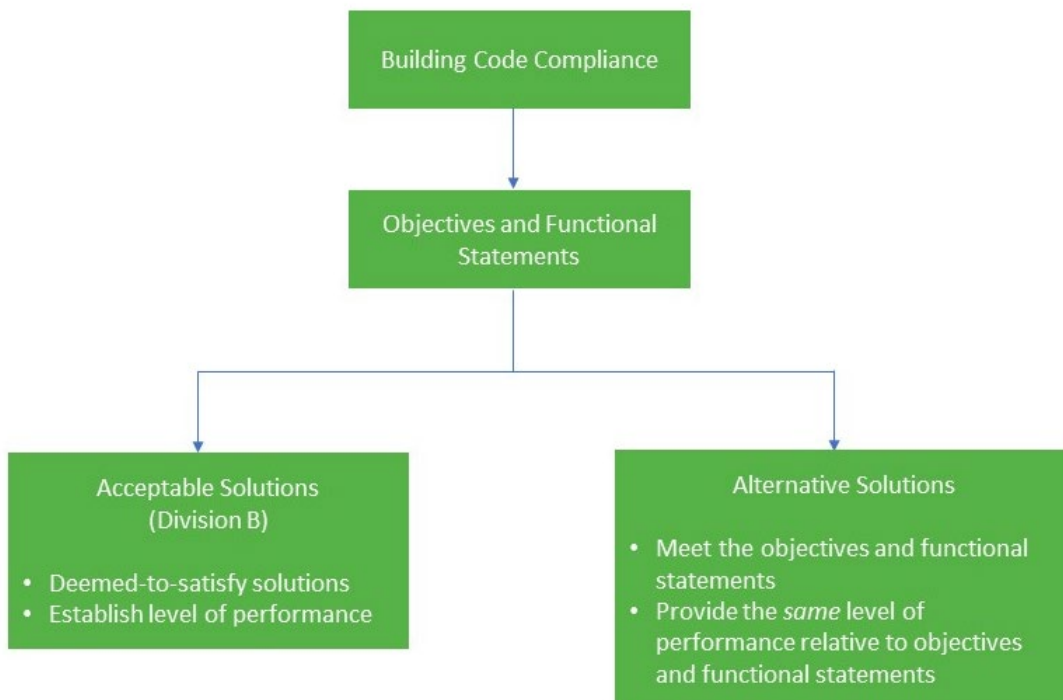 Building Code Compliance
Objectives and Functional
Statements
Acceptable Solutions
(Division B)
• Deemed-to-satisfy solutions
• Establish level of performance
Alternative Solutions
• Meet the objectives and functional
statements
• Provide the same level of
performance relative to objectives
and functional statements